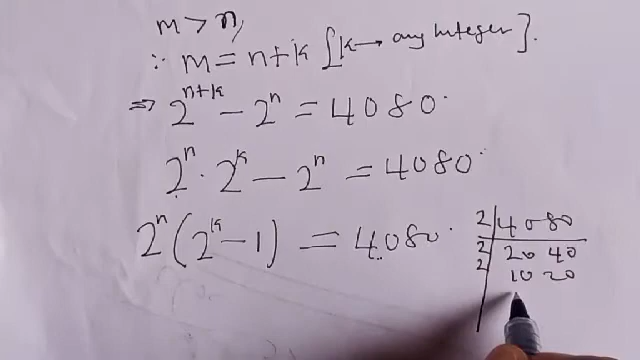 m > n,
∵ m = n+k [k → any Integer].
⇒ 2^{n+k} − 2^n = 4080.
2^n · 2^k − 2^n = 4080.
2^n (2^k − 1) = 4080.
2 | 4080
2 | 2040
2 | 1020